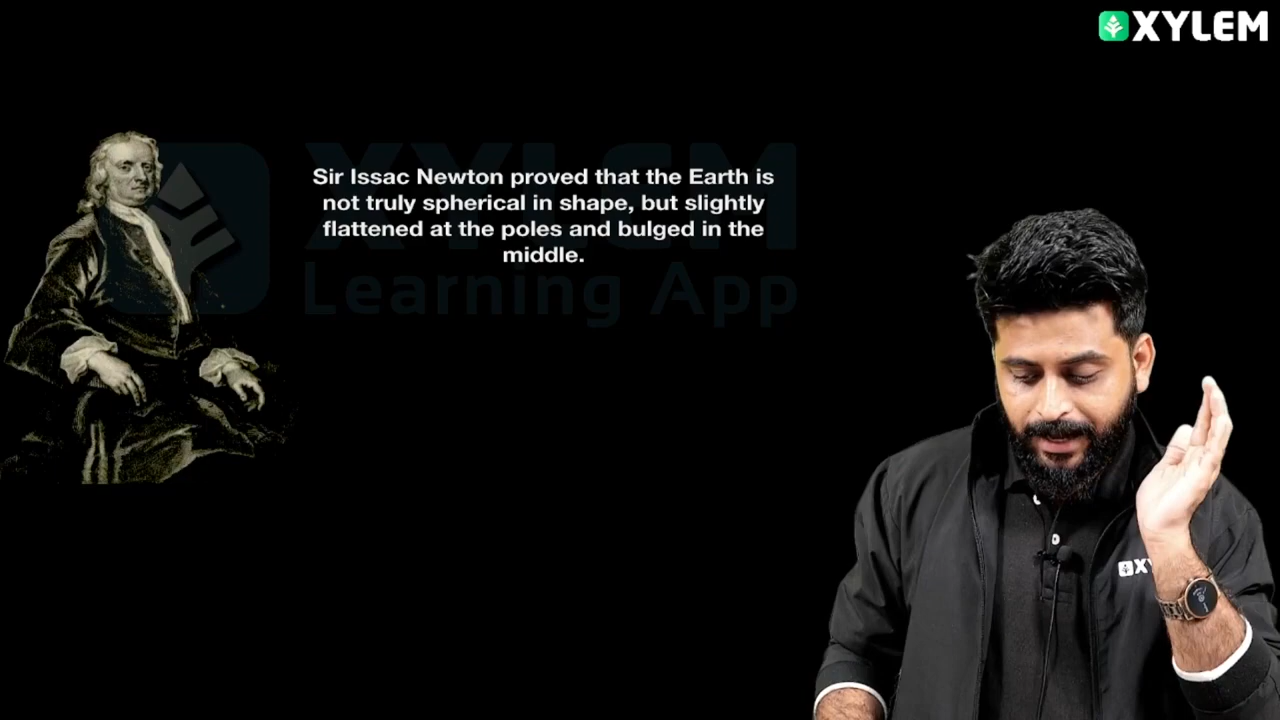 XYLEM
XYLEM
Learning App
Sir Issac Newton proved that the Earth is
not truly spherical in shape, but slightly
flattened at the poles and bulged in the
middle.
XY